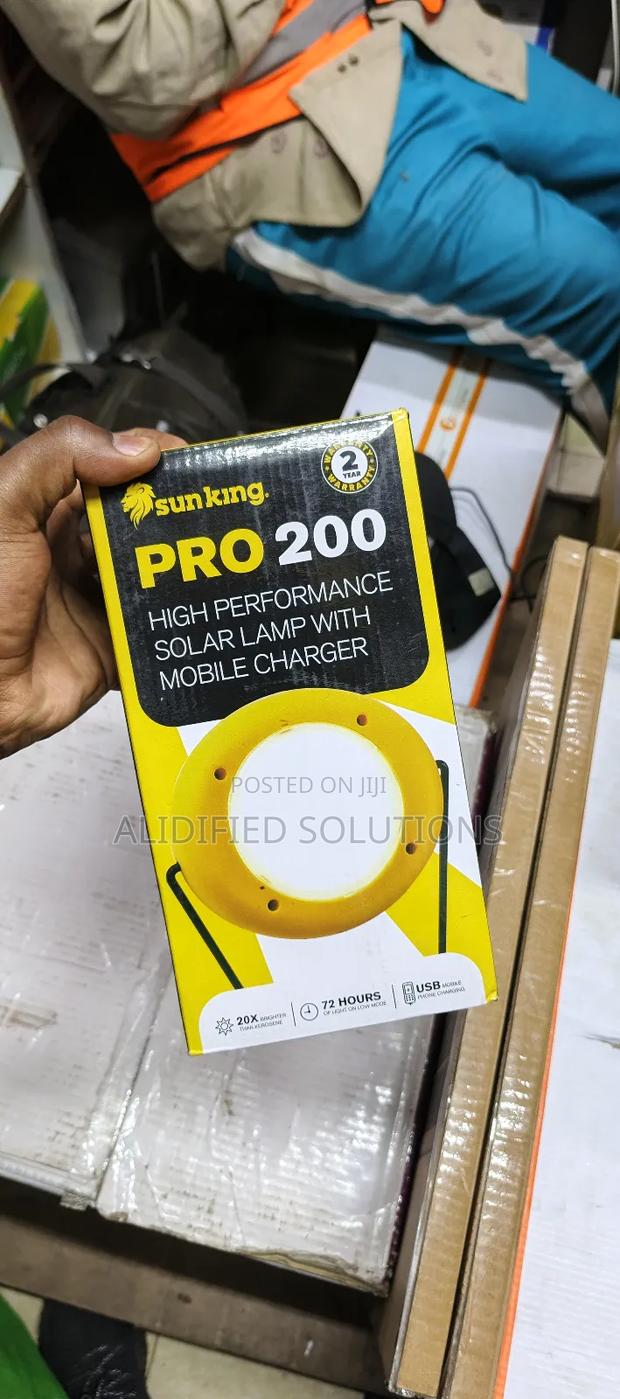 WARRANTY
2
YEAR
WARRANTY
sun king.
PRO 200
HIGH PERFORMANCE
SOLAR LAMP WITH
MOBILE CHARGER
POSTED ON JIJI
ALIDIFIED SOLUTIONS
20X BRIGHTER
THAN KEROSENE
72 HOURS
OF LIGHT ON LOW MODE
USB MOBILE
PHONE CHARGING